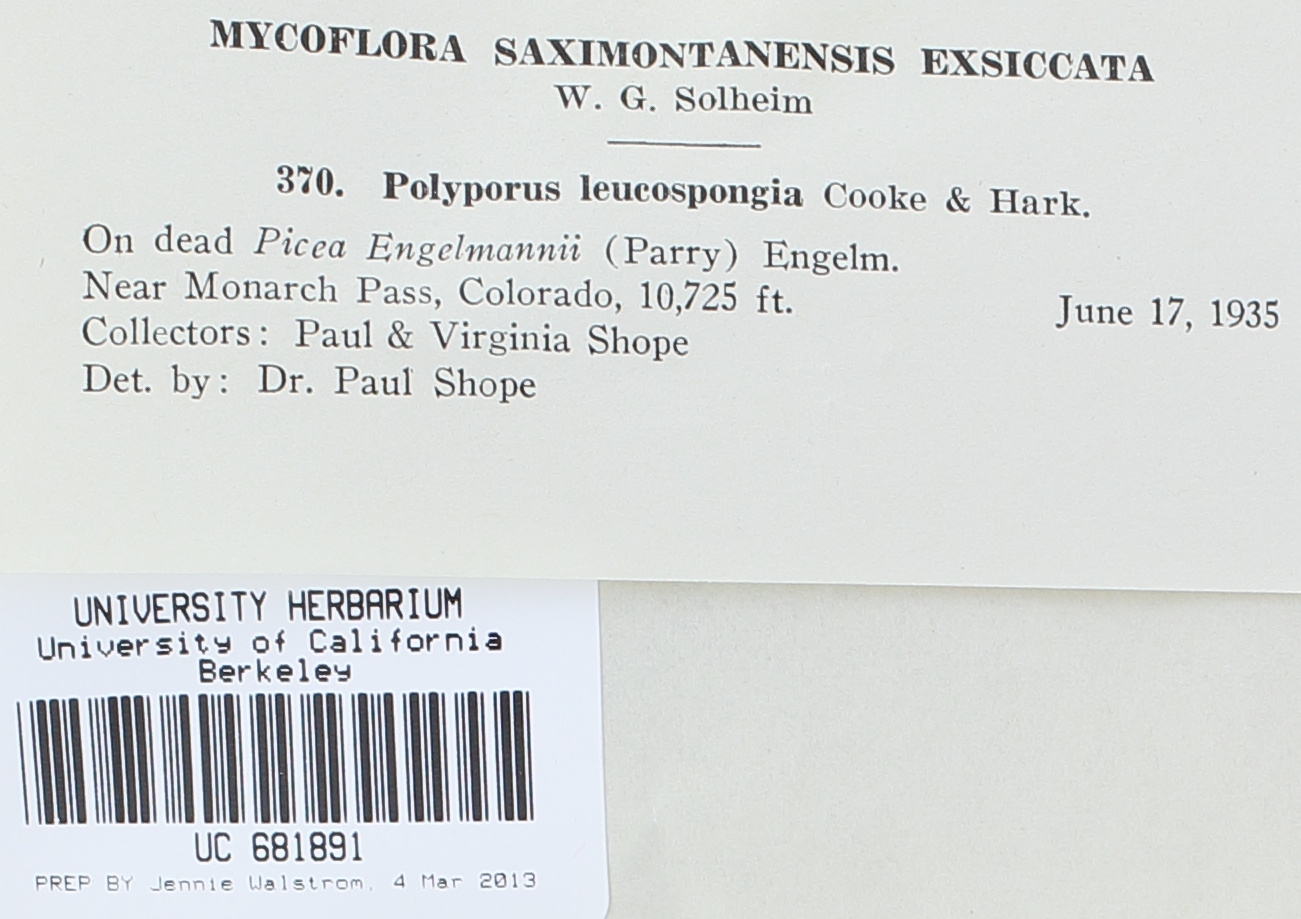 MYCOFLORA SAXIMONTANENSIS EXSICCATA
W. G. Solheim
370. Polyporus leucospongia Cooke & Hark.
On dead Picea Engelmannii (Parry) Engelm.
Near Monarch Pass, Colorado, 10,725 ft. June 17, 1935
Collectors: Paul & Virginia Shope
Det. by: Dr. Paul Shope
UNIVERSITY HERBARIUM
University of California
Berkeley
UC 681891
PREP BY Jennie Walstrom, 4 Mar 2013